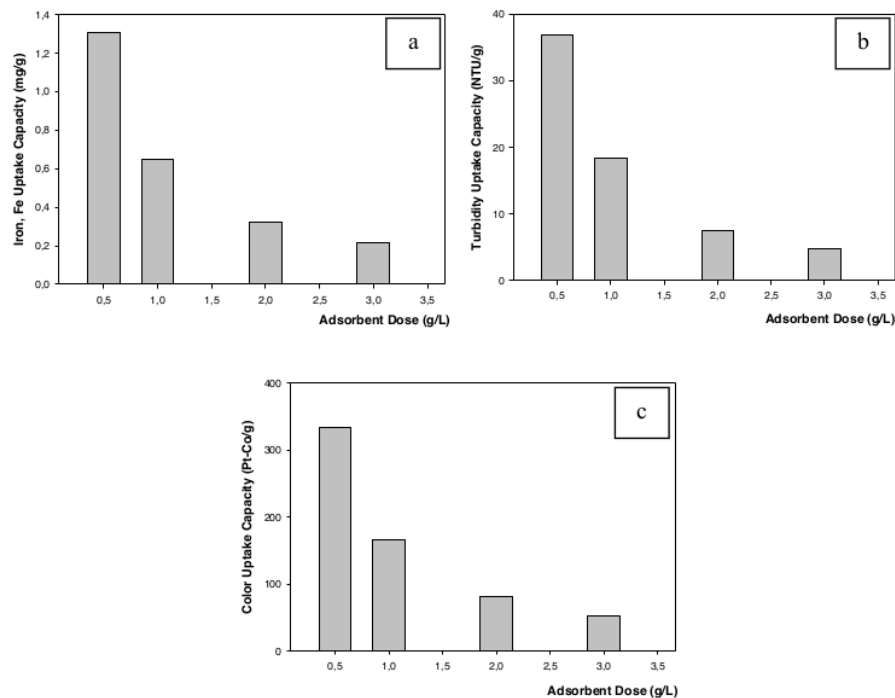 a
Iron, Fe Uptake Capacity (mg/g)
1,4
1,2
1,0
0,8
0,6
0,4
0,2
0,0
0,5 1,0 1,5 2,0 2,5 3,0 3,5
Adsorbent Dose (g/L)
b
Turbidity Uptake Capacity (NTU/g)
40
30
20
10
0
0,5 1,0 1,5 2,0 2,5 3,0 3,5
Adsorbent Dose (g/L)
c
Color Uptake Capacity (Pt-Co/g)
400
300
200
100
0
0,5 1,0 1,5 2,0 2,5 3,0 3,5
Adsorbent Dose (g/L)